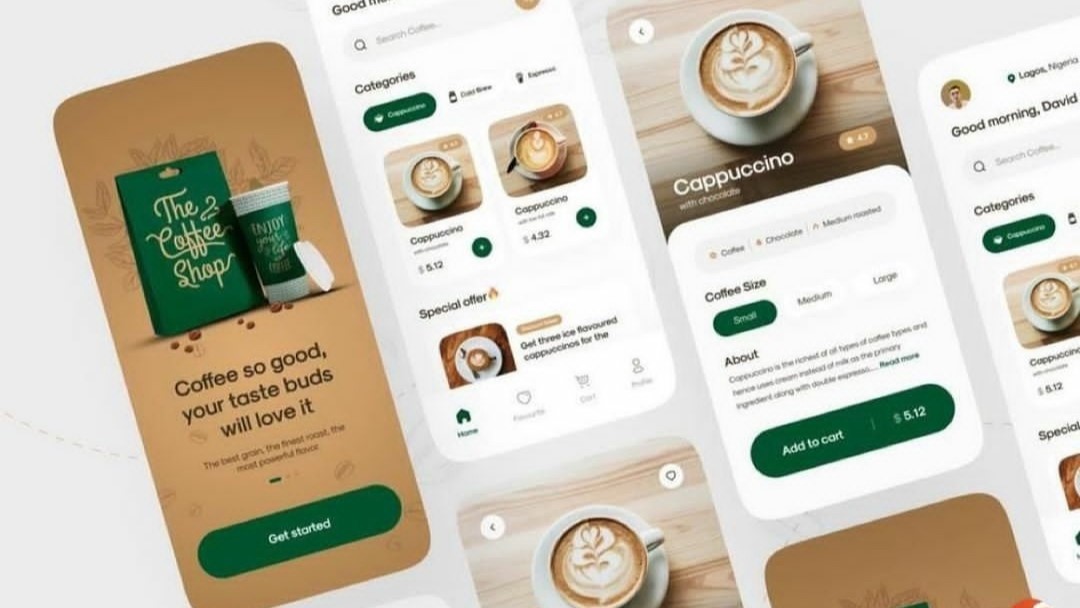 The
Coffee
Shop
ENJOY
your
life
COFFEE
Coffee so good,
your taste buds
will love it
The best grain, the finest roast, the
most powerful flavor.
Get started
Good mo
Search Coffee...
Categories
Cappuccino
Cold Brew
Espresso
4.7
4.7
Cappuccino
with chocolate
$ 5.12
Cappuccino
with low fat milk
$ 4.32
Special offer🔥
Get three ice flavoured
cappuccinos for the
Home
Favourite
Cart
Profile
Cappuccino
with chocolate
4.7
Coffee
Chocolate
Medium roasted
Coffee Size
Small
Medium
Large
About
Cappuccino is the richest of all types of coffee types and
hence uses cream instead of milk as the primary
ingredient along with double espresso.... Read more
Add to cart | $ 5.12
Lagos, Nigeria
Good morning, David
Search Coffee...
Categories
Cappuccino
4.7
Cappuccino
with chocolate
$ 5.12
Special